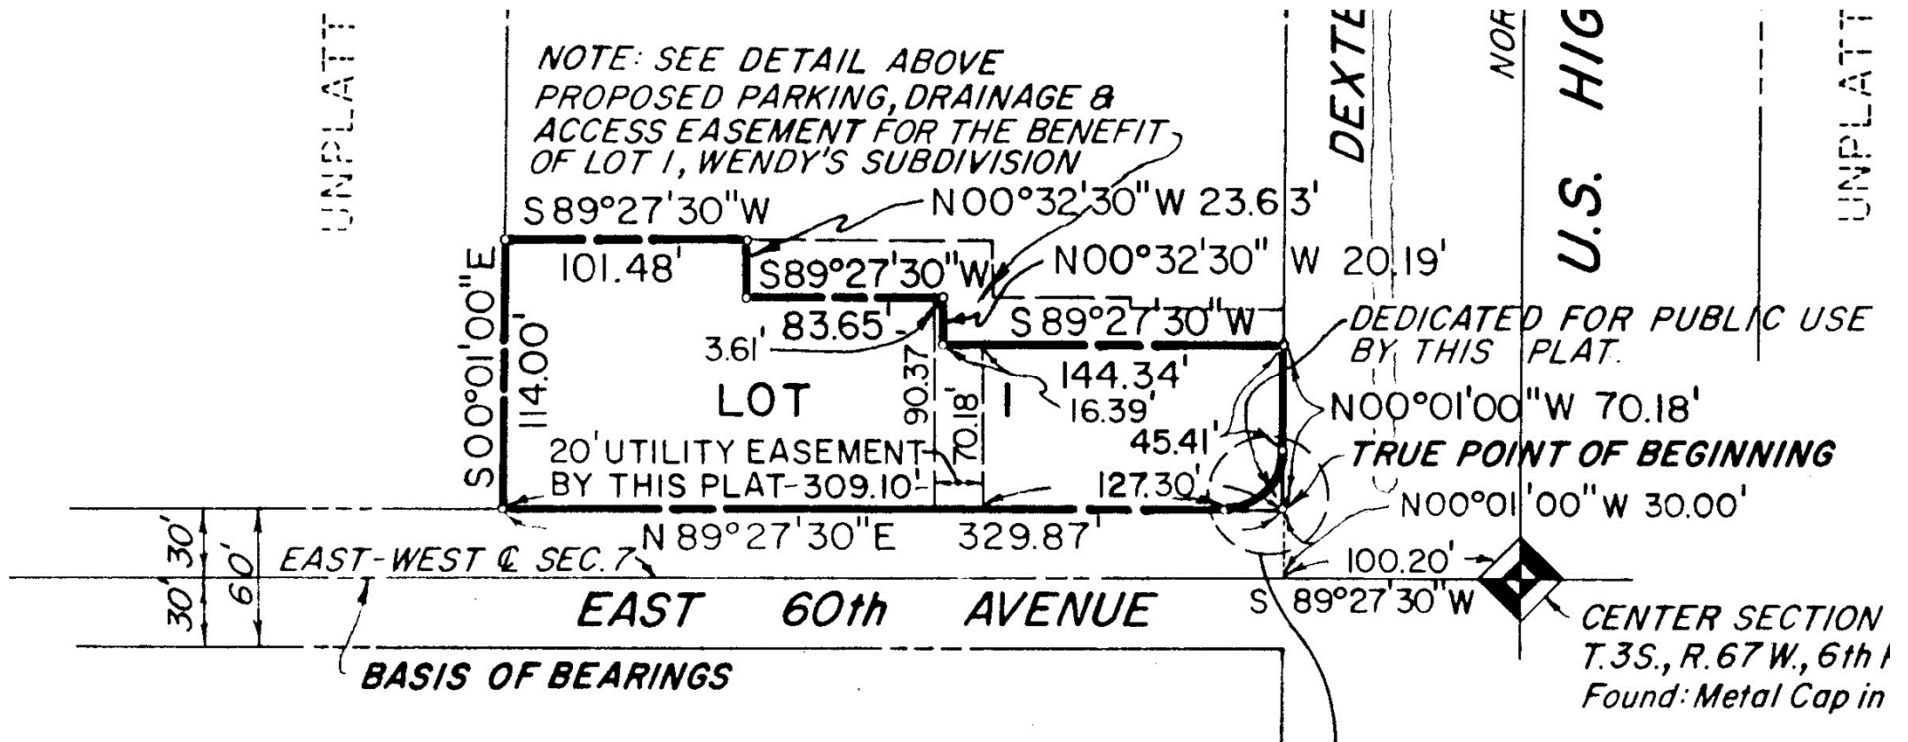 UNPLATT
NOTE: SEE DETAIL ABOVE
PROPOSED PARKING, DRAINAGE &
ACCESS EASEMENT FOR THE BENEFIT
OF LOT 1, WENDY'S SUBDIVISION
DEXTE
NOR
U.S. HIG
UNPLATT
S 89°27'30"W
101.48'
N00°32'30"W 23.63'
S89°27'30"W
83.65'
N00°32'30" W 20.19'
S 89°27'30"W
144.34'
16.39'
3.61'
90.37
70.18'
S00°01'00"E
114.00'
LOT 1
DEDICATED FOR PUBLIC USE
BY THIS PLAT.
N00°01'00"W 70.18'
45.41'
TRUE POINT OF BEGINNING
20' UTILITY EASEMENT
BY THIS PLAT-309.10'
127.30'
N00°01'00"W 30.00'
N 89°27'30"E 329.87'
30'
30'
60'
EAST-WEST ℄ SEC. 7
100.20'
S 89°27'30"W
EAST 60th AVENUE
BASIS OF BEARINGS
CENTER SECTION
T.3S., R.67W., 6th
Found: Metal Cap in